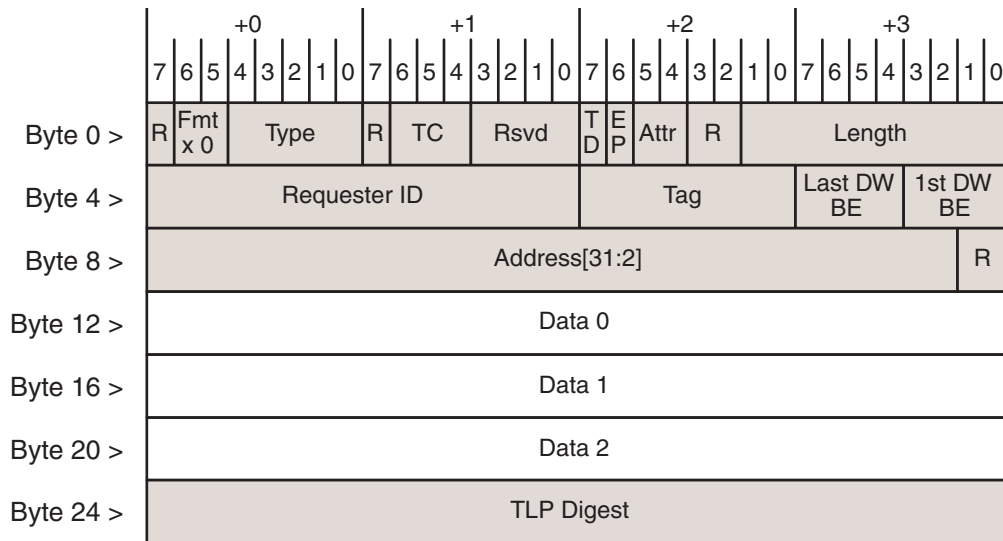 +0 +1 +2 +3
7 6 5 4 3 2 1 0 7 6 5 4 3 2 1 0 7 6 5 4 3 2 1 0 7 6 5 4 3 2 1 0
Byte 0 > R Fmt x 0 Type R TC Rsvd TD EP Attr R Length
Byte 4 > Requester ID Tag Last DW BE 1st DW BE
Byte 8 > Address[31:2] R
Byte 12 > Data 0
Byte 16 > Data 1
Byte 20 > Data 2
Byte 24 > TLP Digest